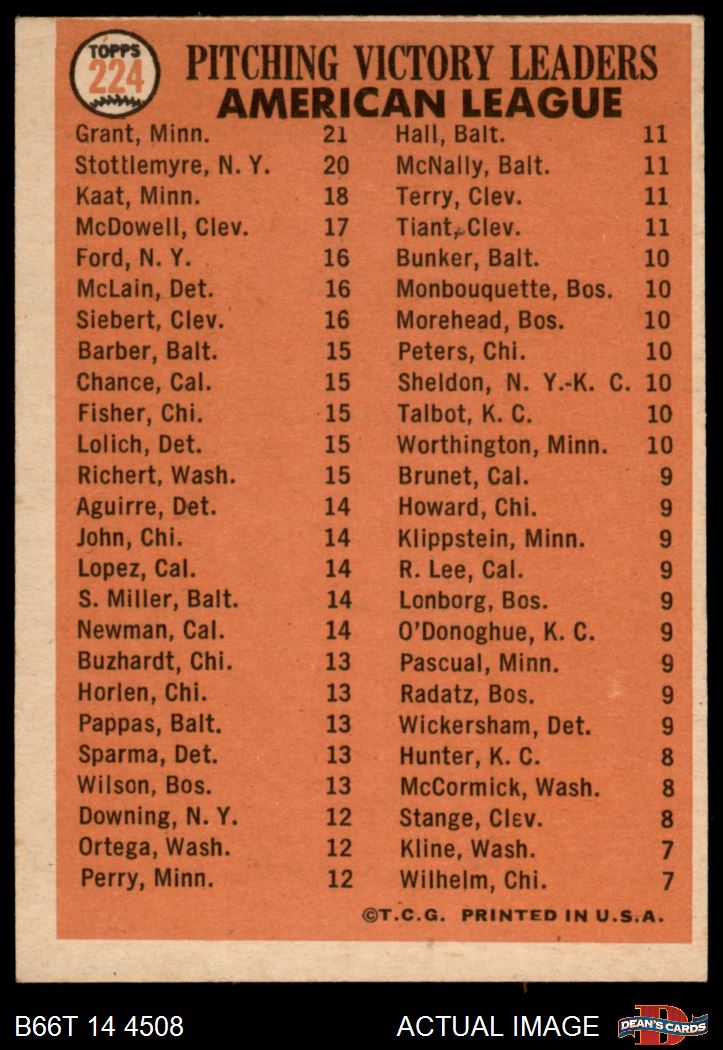 TOPPS
224
PITCHING VICTORY LEADERS
AMERICAN LEAGUE
Grant, Minn. 21
Stottlemyre, N. Y. 20
Kaat, Minn. 18
McDowell, Clev. 17
Ford, N. Y. 16
McLain, Det. 16
Siebert, Clev. 16
Barber, Balt. 15
Chance, Cal. 15
Fisher, Chi. 15
Lolich, Det. 15
Richert, Wash. 15
Aguirre, Det. 14
John, Chi. 14
Lopez, Cal. 14
S. Miller, Balt. 14
Newman, Cal. 14
Buzhardt, Chi. 13
Horlen, Chi. 13
Pappas, Balt. 13
Sparma, Det. 13
Wilson, Bos. 13
Downing, N. Y. 12
Ortega, Wash. 12
Perry, Minn. 12
Hall, Balt. 11
McNally, Balt. 11
Terry, Clev. 11
Tiant, Clev. 11
Bunker, Balt. 10
Monbouquette, Bos. 10
Morehead, Bos. 10
Peters, Chi. 10
Sheldon, N. Y.-K. C. 10
Talbot, K. C. 10
Worthington, Minn. 10
Brunet, Cal. 9
Howard, Chi. 9
Klippstein, Minn. 9
R. Lee, Cal. 9
Lonborg, Bos. 9
O'Donoghue, K. C. 9
Pascual, Minn. 9
Radatz, Bos. 9
Wickersham, Det. 9
Hunter, K. C. 8
McCormick, Wash. 8
Stange, Clev. 8
Kline, Wash. 7
Wilhelm, Chi. 7
©T.C.G. PRINTED IN U.S.A.
B66T 14 4508
ACTUAL IMAGE
D
DEAN'S CARDS